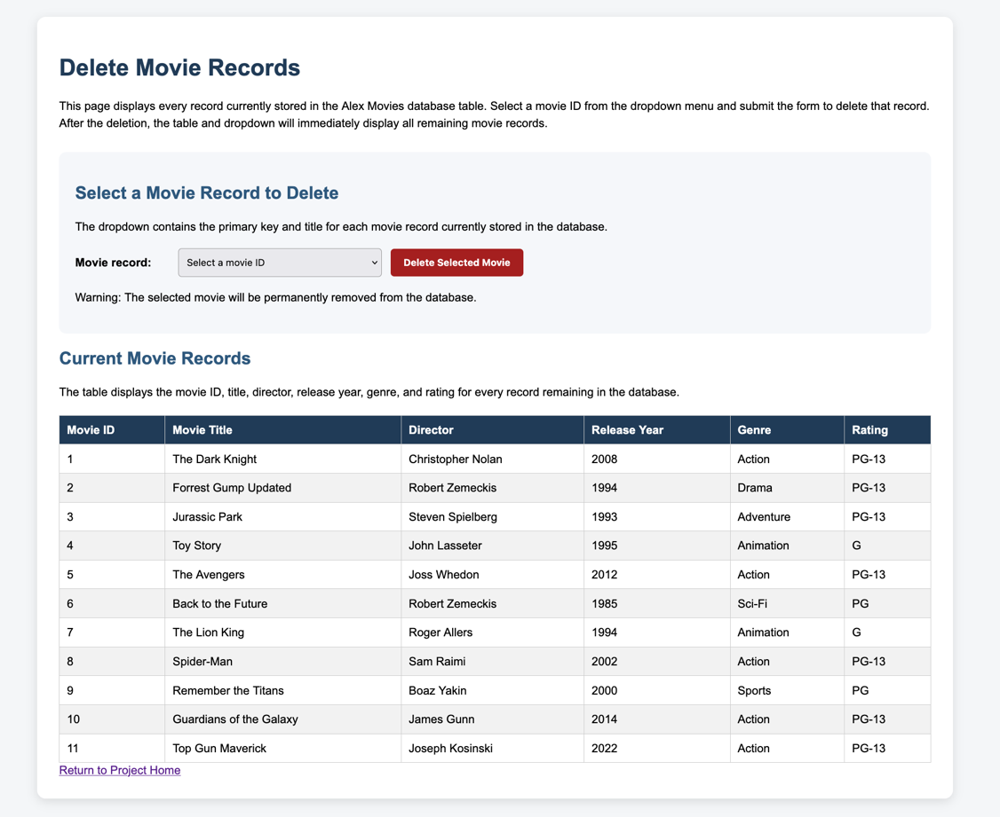 Delete Movie Records
This page displays every record currently stored in the Alex Movies database table. Select a movie ID from the dropdown menu and submit the form to delete that record.
After the deletion, the table and dropdown will immediately display all remaining movie records.
Select a Movie Record to Delete
The dropdown contains the primary key and title for each movie record currently stored in the database.
Movie record: Select a movie ID Delete Selected Movie
Warning: The selected movie will be permanently removed from the database.
Current Movie Records
The table displays the movie ID, title, director, release year, genre, and rating for every record remaining in the database.
Movie ID Movie Title Director Release Year Genre Rating
1 The Dark Knight Christopher Nolan 2008 Action PG-13
2 Forrest Gump Updated Robert Zemeckis 1994 Drama PG-13
3 Jurassic Park Steven Spielberg 1993 Adventure PG-13
4 Toy Story John Lasseter 1995 Animation G
5 The Avengers Joss Whedon 2012 Action PG-13
6 Back to the Future Robert Zemeckis 1985 Sci-Fi PG
7 The Lion King Roger Allers 1994 Animation G
8 Spider-Man Sam Raimi 2002 Action PG-13
9 Remember the Titans Boaz Yakin 2000 Sports PG
10 Guardians of the Galaxy James Gunn 2014 Action PG-13
11 Top Gun Maverick Joseph Kosinski 2022 Action PG-13
Return to Project Home